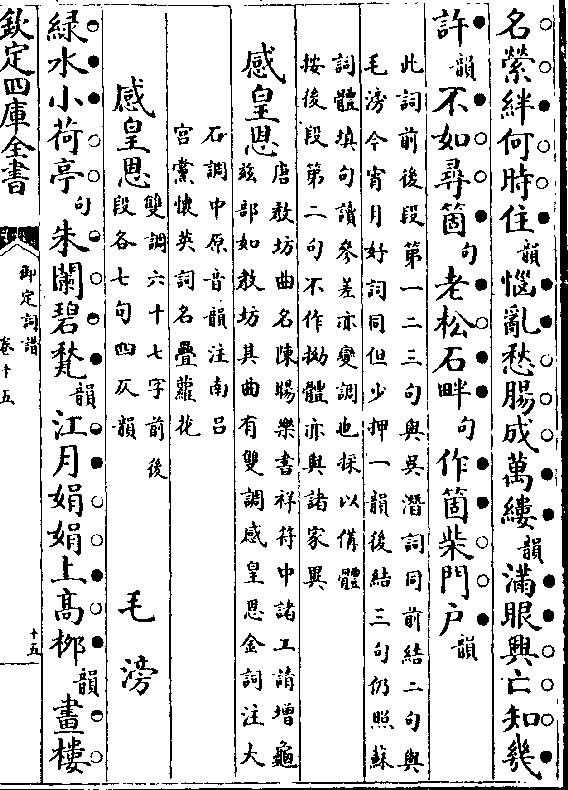 名縈絆何時住韻惱亂愁腸成萬縷韻滿眼興亡知幾
許韻不如尋箇句老松石畔句作箇柴門戶韻
此詞前後段第一二三句與吳潛詞同前結二句與
毛滂今宵月好詞同但少押一韻後結三句仍照蘇
詞體填句讀參差亦變調也採以備體
按後段第二句不作拗體亦與諸家異
感皇恩
唐教坊曲名陳暘樂書祥符中諸工請增龜
茲部如教坊其曲有雙調感皇恩金詞注大
石調中原音韻注南呂
宮党懷英詞名疊蘿花
感皇恩
雙調六十七字前後
段各七句四仄韻
毛滂
綠水小荷亭句朱闌碧甃韻江月娟娟上高柳韻畫樓
欽定四庫全書
御定詞譜
卷十五
十五